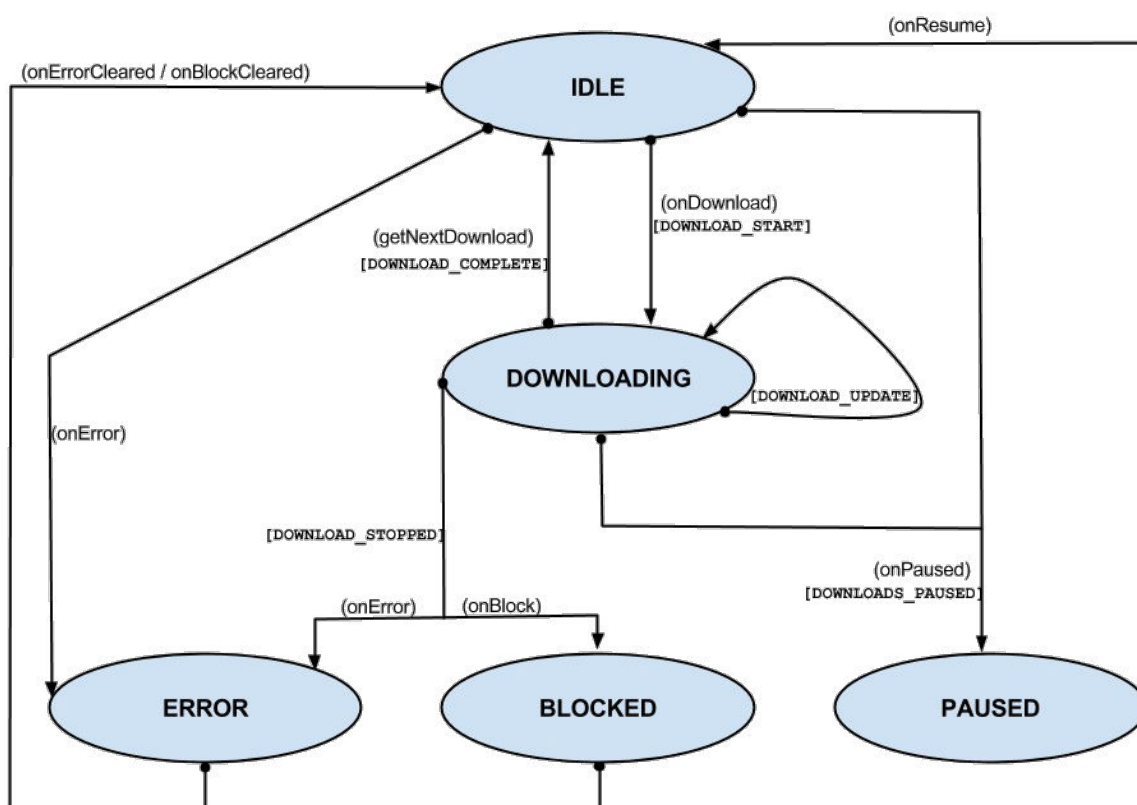 (onResume)
(onErrorCleared / onBlockCleared)
IDLE
(onDownload)
[DOWNLOAD_START]
(getNextDownload)
[DOWNLOAD_COMPLETE]
DOWNLOADING
[DOWNLOAD_UPDATE]
(onError)
[DOWNLOAD_STOPPED]
(onPaused)
[DOWNLOADS_PAUSED]
(onError)
(onBlock)
ERROR
BLOCKED
PAUSED